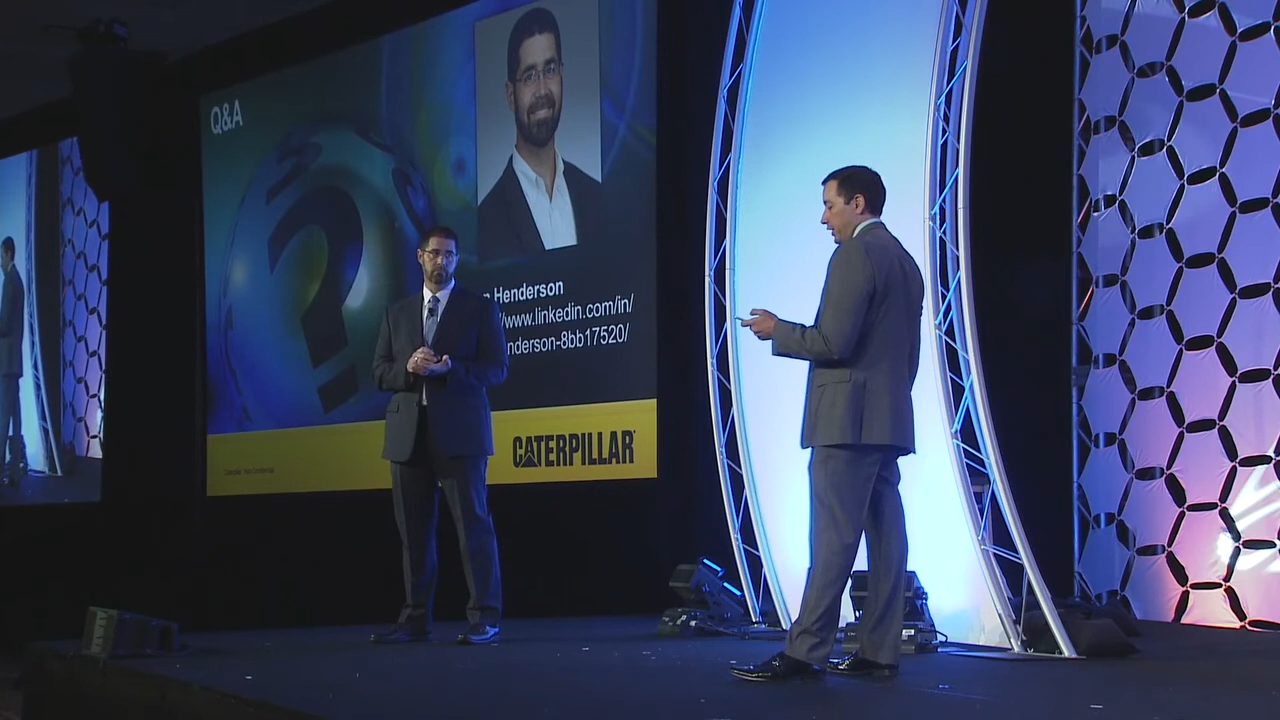 Q&A
n Henderson
/www.linkedin.com/in/
nderson-8bb17520/
CATERPILLAR